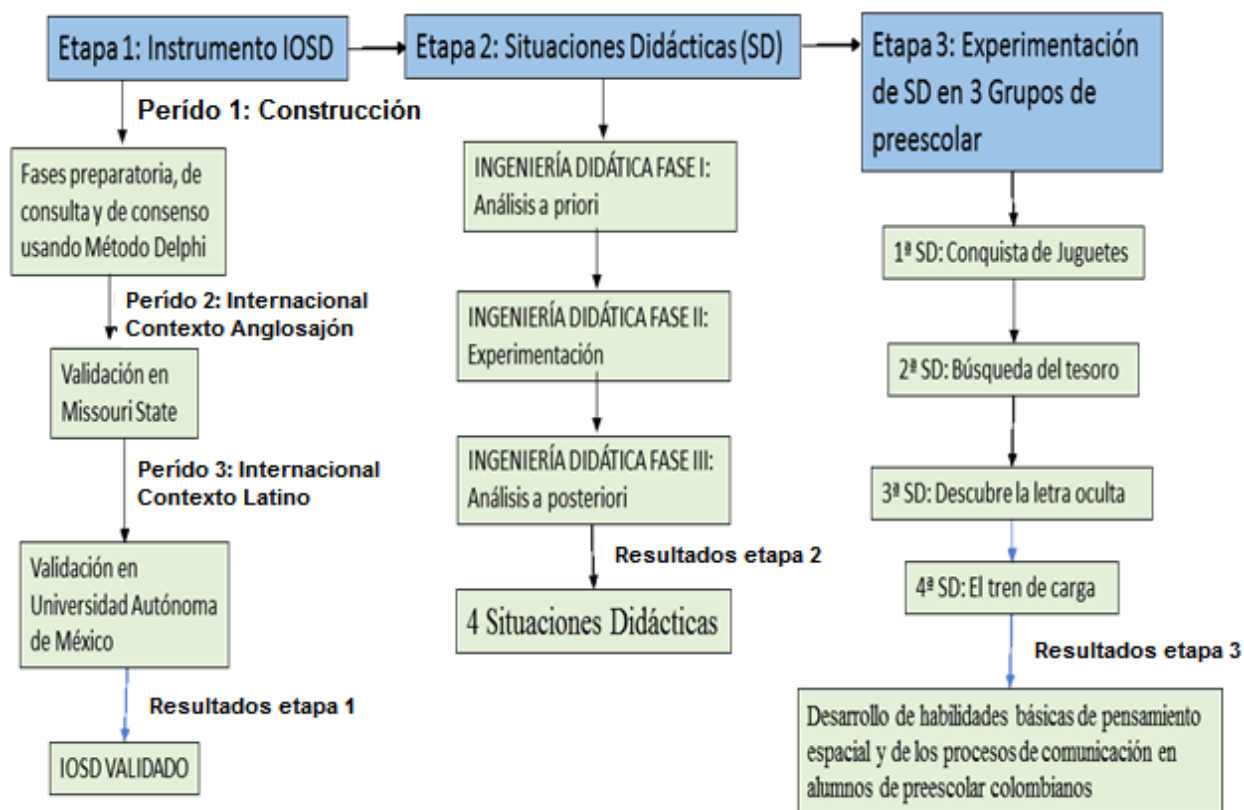 Etapa 1: Instrumento IOSD
Perído 1: Construcción
Fases preparatoria, de
consulta y de consenso
usando Método Delphi
Perído 2: Internacional
Contexto Anglosajón
Validación en
Missouri State
Perído 3: Internacional
Contexto Latino
Validación en
Universidad Autónoma
de México
Resultados etapa 1
IOSD VALIDADO
Etapa 2: Situaciones Didácticas (SD)
INGENIERÍA DIDÁTICA FASE I:
Análisis a priori
INGENIERÍA DIDÁTICA FASE II:
Experimentación
INGENIERÍA DIDÁTICA FASE III:
Análisis a posteriori
Resultados etapa 2
4 Situaciones Didácticas
Etapa 3: Experimentación
de SD en 3 Grupos de
preescolar
1ª SD: Conquista de Juguetes
2ª SD: Búsqueda del tesoro
3ª SD: Descubre la letra oculta
4ª SD: El tren de carga
Resultados etapa 3
Desarrollo de habilidades básicas de pensamiento
espacial y de los procesos de comunicación en
alumnos de preescolar colombianos